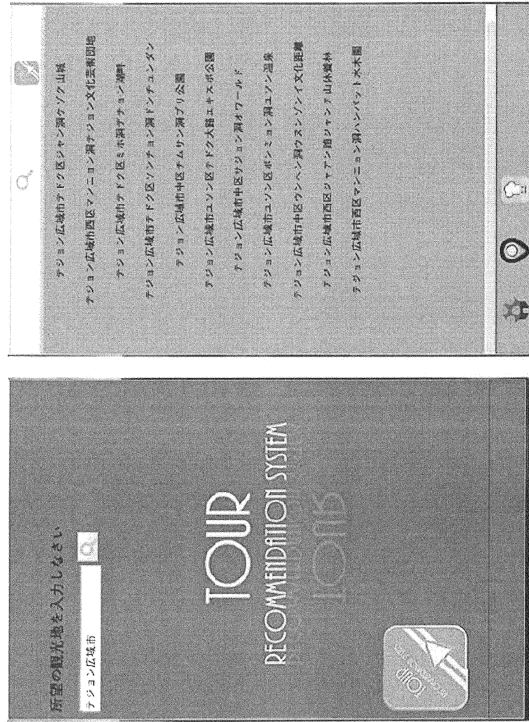 所望の観光地を入力しなさい
テジョン広域市
TOUR
RECOMMENDATION SYSTEM
TOUR
テジョン広域市テドク区ジャン洞ケゾク山城
テジョン広域市西区マンニョン洞テジョン文化芸術団地
テジョン広域市テドク区ミホ洞テチョン湖畔
テジョン広域市テドク区ソンチョン洞ドンチュンダン
テジョン広域市中区チムサン洞プリ公園
テジョン広域市ユソン区テドク大路エキスポ公園
テジョン広域市中区サジョン洞オワールド
テジョン広域市ユソン区ボンミョン洞ユソン温泉
テジョン広域市中区ウンヘン洞ウヌンゾンイ文化距離
テジョン広域市西区ジャアン路ジャンテ山休養林
テジョン広域市西区マンニョン洞ハンバット水木園